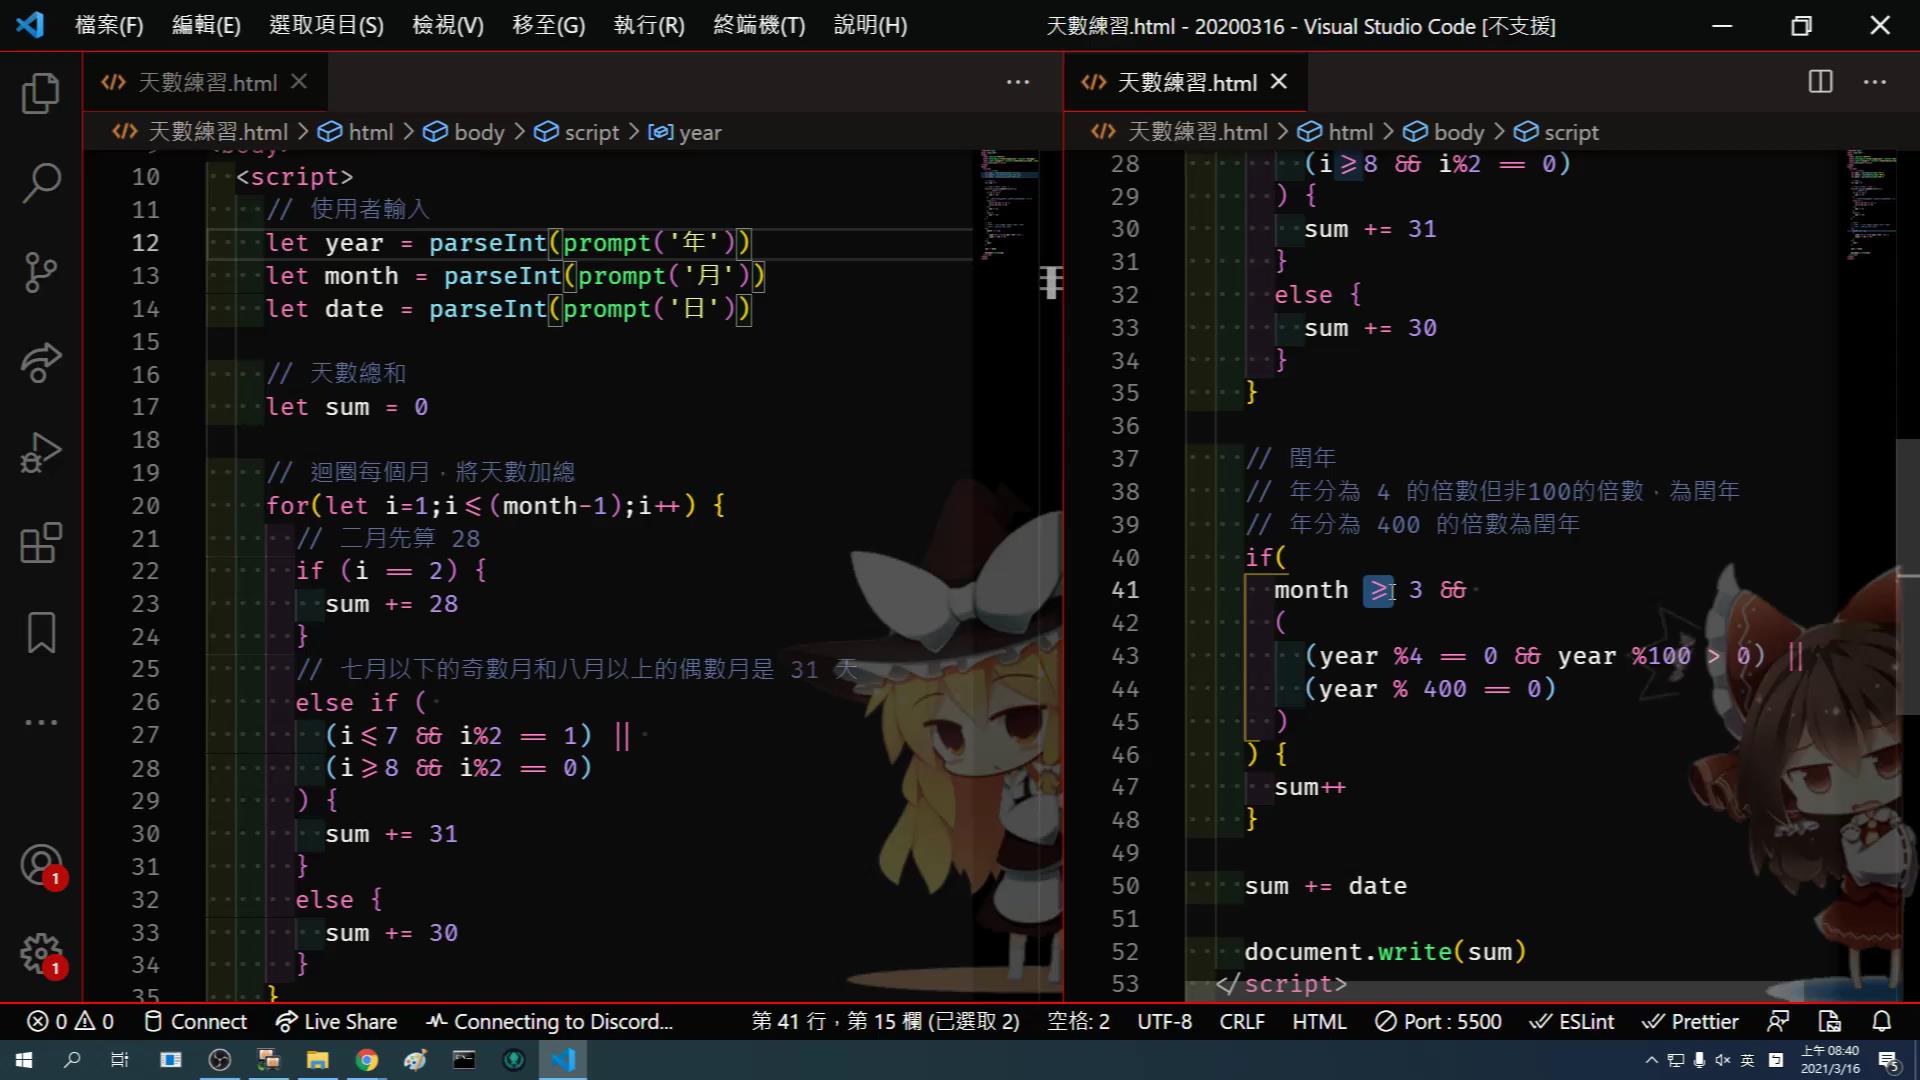 檔案(F) 編輯(E) 選取項目(S) 檢視(V) 移至(G) 執行(R) 終端機(T) 說明(H) 天數練習.html - 20200316 - Visual Studio Code [不支援]
天數練習.html
天數練習.html > html > body > script > year
10 <script>
11 // 使用者輸入
12 let year = parseInt(prompt('年'))
13 let month = parseInt(prompt('月'))
14 let date = parseInt(prompt('日'))
15
16 // 天數總和
17 let sum = 0
18
19 // 迴圈每個月，將天數加總
20 for(let i=1;i<=(month-1);i++) {
21 // 二月先算 28
22 if (i == 2) {
23 sum += 28
24 }
25 // 七月以下的奇數月和八月以上的偶數月是 31 天
26 else if (
27 (i<=7 && i%2 == 1) ||
28 (i>=8 && i%2 == 0)
29 ) {
30 sum += 31
31 }
32 else {
33 sum += 30
34 }
35 }
天數練習.html
天數練習.html > html > body > script
28 (i>=8 && i%2 == 0)
29 ) {
30 sum += 31
31 }
32 else {
33 sum += 30
34 }
35 }
36
37 // 閏年
38 // 年分為 4 的倍數但非100的倍數，為閏年
39 // 年分為 400 的倍數為閏年
40 if(
41 month >= 3 &&
42 (
43 (year %4 == 0 && year %100 > 0) ||
44 (year % 400 == 0)
45 )
46 ) {
47 sum++
48 }
49
50 sum += date
51
52 document.write(sum)
53 </script>
1
1
0 0 Connect Live Share Connecting to Discord... 第 41 行，第 15 欄 (已選取 2) 空格: 2 UTF-8 CRLF HTML Port : 5500 ESLint Prettier
英 上午 08:40
2021/3/16
5